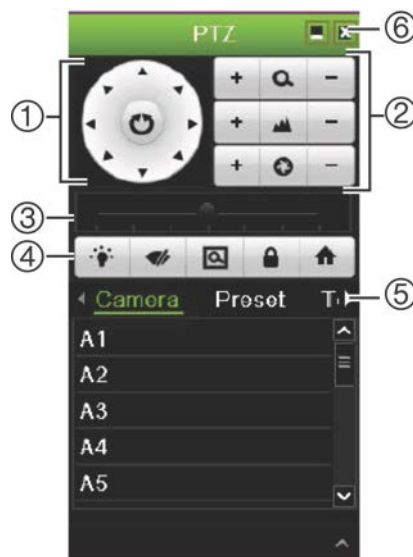 PTZ
⑥
①
②
+ -
+ -
+ -
③
④
Camera Preset T
⑤
A1
A2
A3
A4
A5